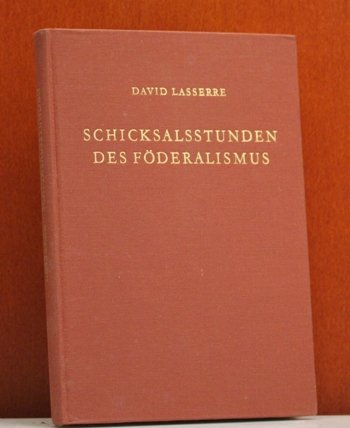 DAVID LASSERRE
SCHICKSALSSTUNDEN
DES FÖDERALISMUS